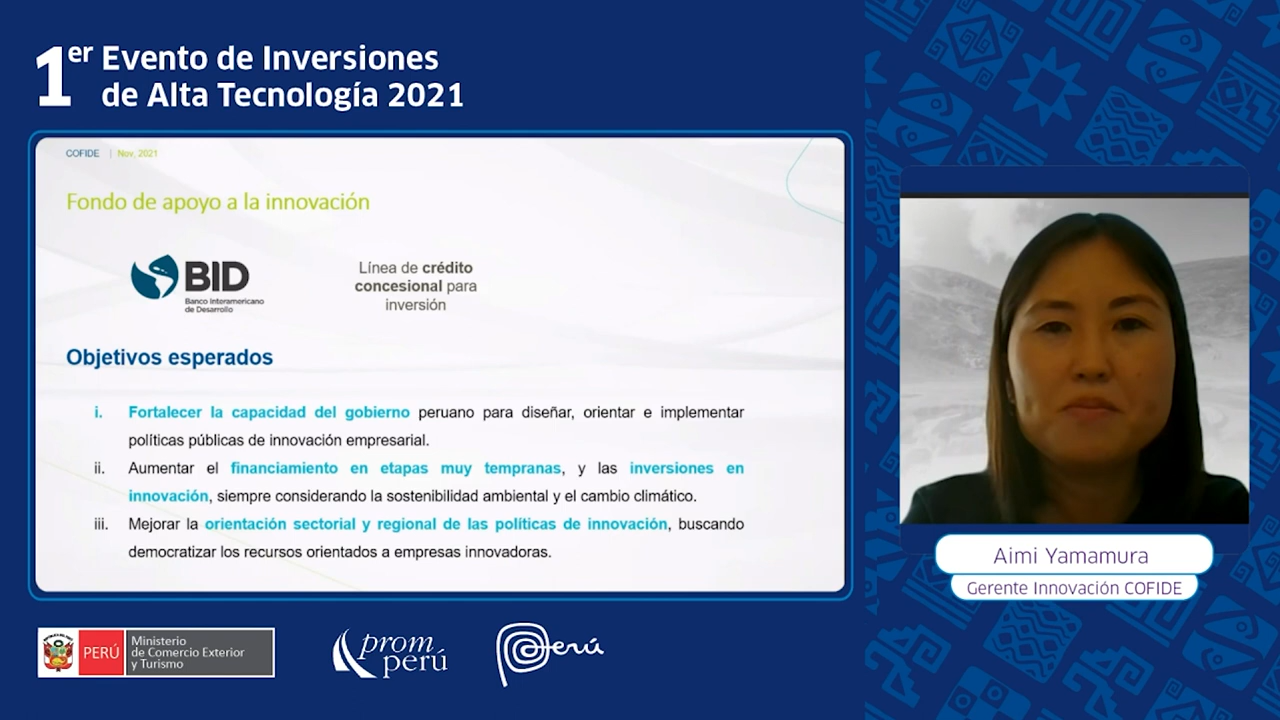 1er Evento de Inversiones
de Alta Tecnología 2021
COFIDE | Nov, 2021
Fondo de apoyo a la innovación
BID
Banco Interamericano
de Desarrollo
Línea de crédito
concesional para
inversión
Objetivos esperados
i. Fortalecer la capacidad del gobierno peruano para diseñar, orientar e implementar
políticas públicas de innovación empresarial.
ii. Aumentar el financiamiento en etapas muy tempranas, y las inversiones en
innovación, siempre considerando la sostenibilidad ambiental y el cambio climático.
iii. Mejorar la orientación sectorial y regional de las políticas de innovación, buscando
democratizar los recursos orientados a empresas innovadoras.
Aimi Yamamura
Gerente Innovación COFIDE
PERÚ
Ministerio
de Comercio Exterior
y Turismo
prom
perú
Perú